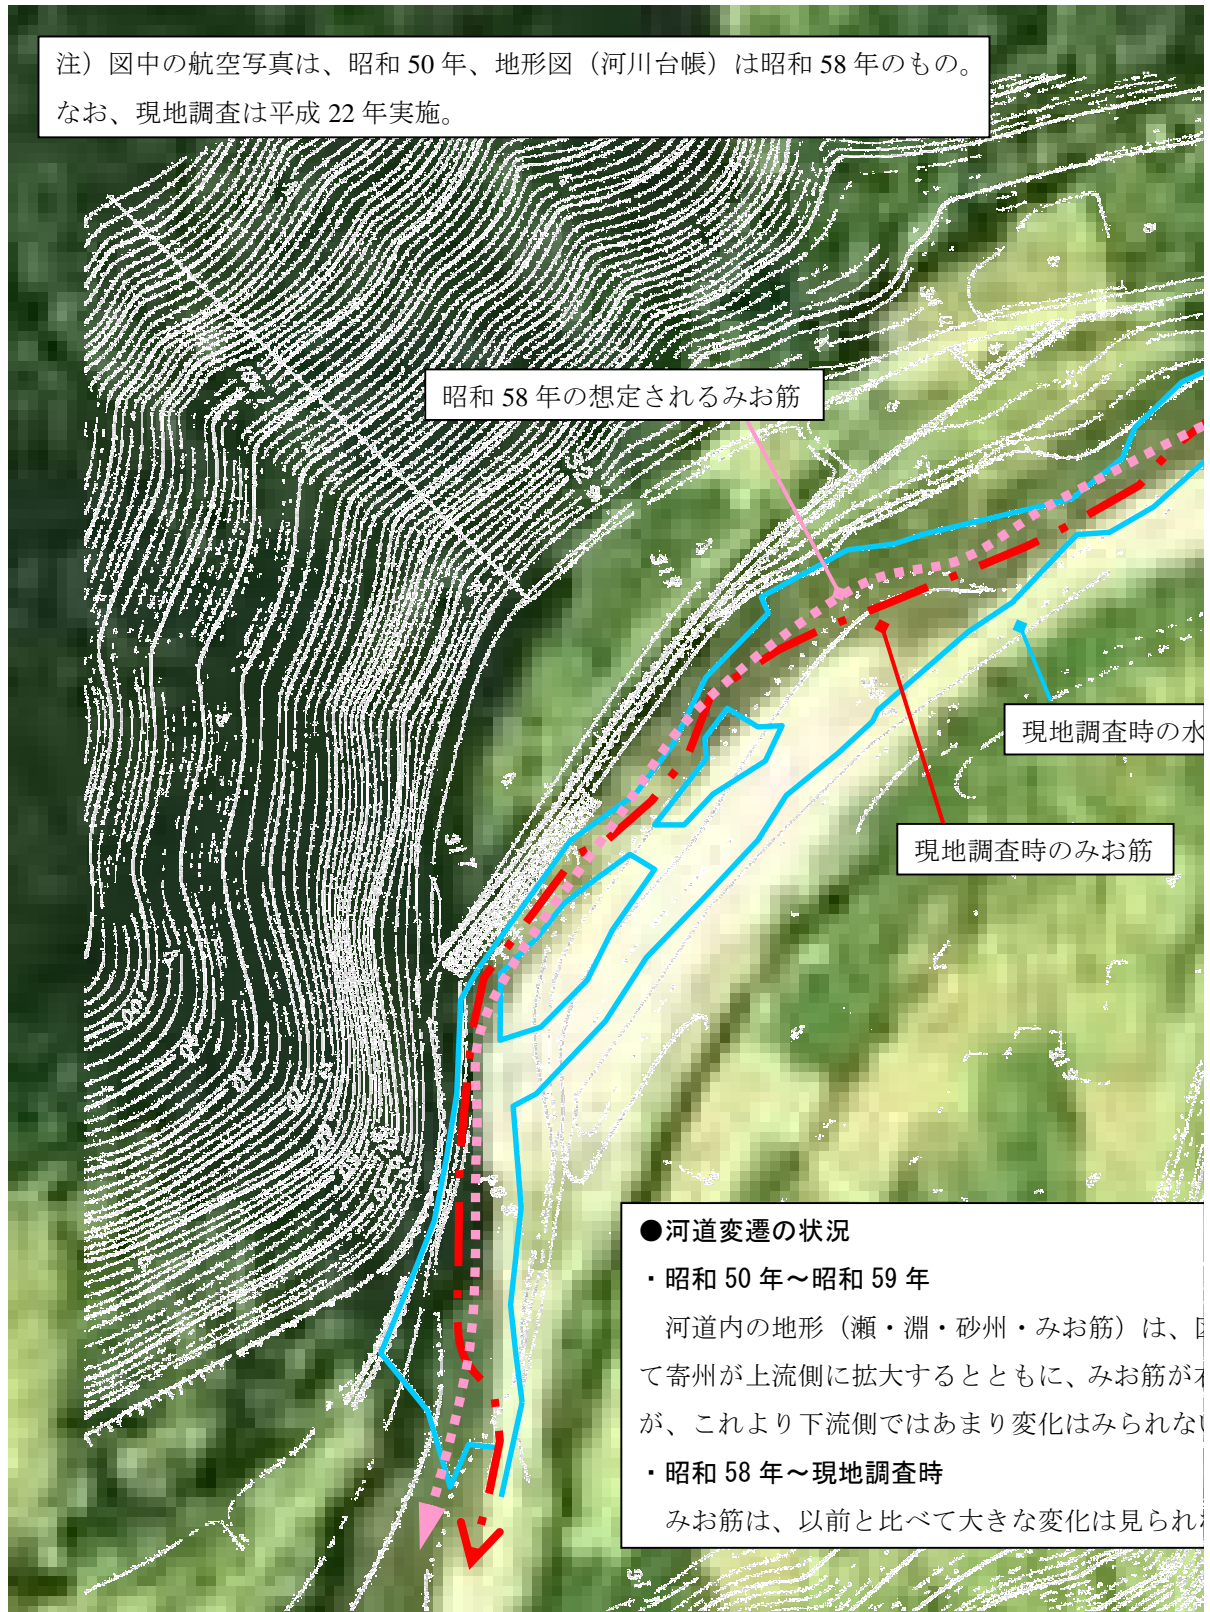 注）図中の航空写真は、昭和 50 年、地形図（河川台帳）は昭和 58 年のもの。
なお、現地調査は平成 22 年実施。
昭和 58 年の想定されるみお筋
現地調査時の水
現地調査時のみお筋
●河道変遷の状況
・昭和 50 年～昭和 59 年
河道内の地形（瀬・淵・砂州・みお筋）は、
て寄州が上流側に拡大するとともに、みお筋が
が、これより下流側ではあまり変化はみられな
・昭和 58 年～現地調査時
みお筋は、以前と比べて大きな変化は見られ